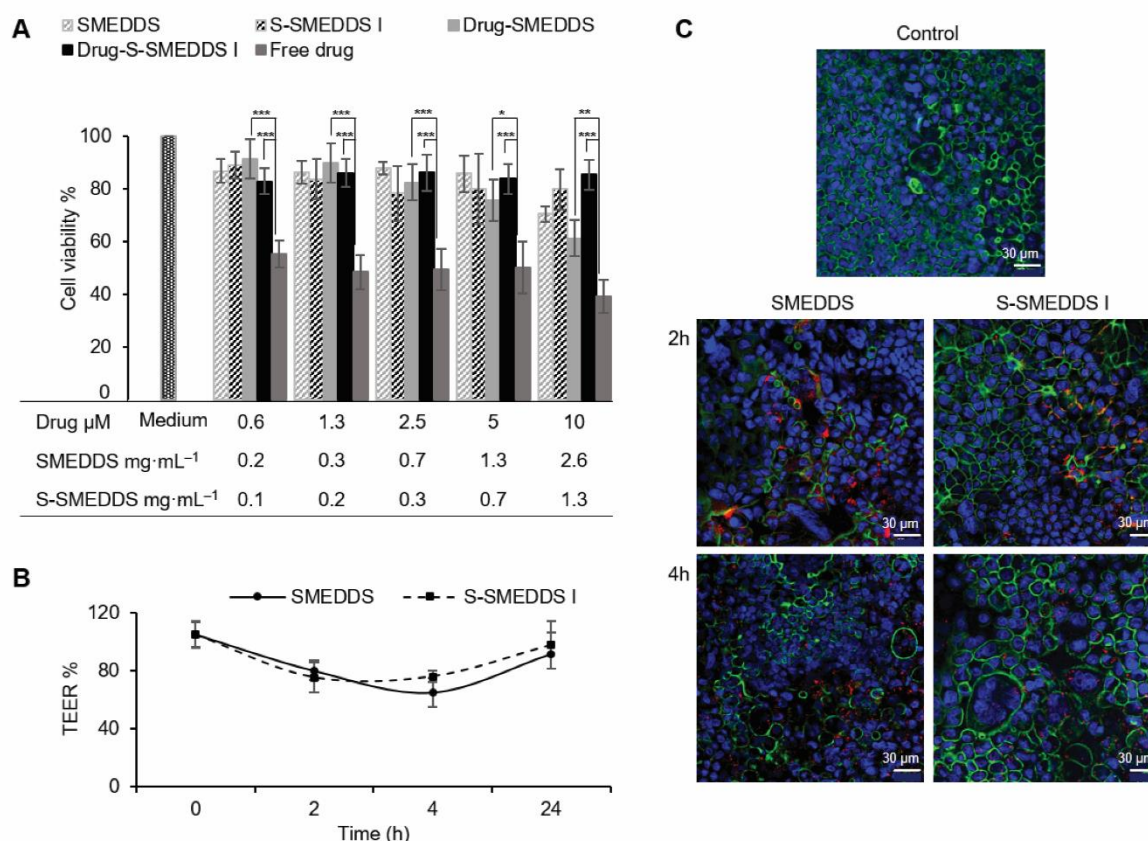 A
SMEDDS S-SMEDDS I Drug-SMEDDS
Drug-S-SMEDDS I Free drug
*** *** *** * **
*** *** *** *** ***
Cell viability %
100
80
60
40
20
0
Drug µM Medium 0.6 1.3 2.5 5 10
SMEDDS mg·mL⁻¹ 0.2 0.3 0.7 1.3 2.6
S-SMEDDS mg·mL⁻¹ 0.1 0.2 0.3 0.7 1.3
B
SMEDDS S-SMEDDS I
TEER %
120
80
40
0
0 2 4 24
Time (h)
C
Control
30 µm
SMEDDS S-SMEDDS I
2h
30 µm 30 µm
4h
30 µm 30 µm